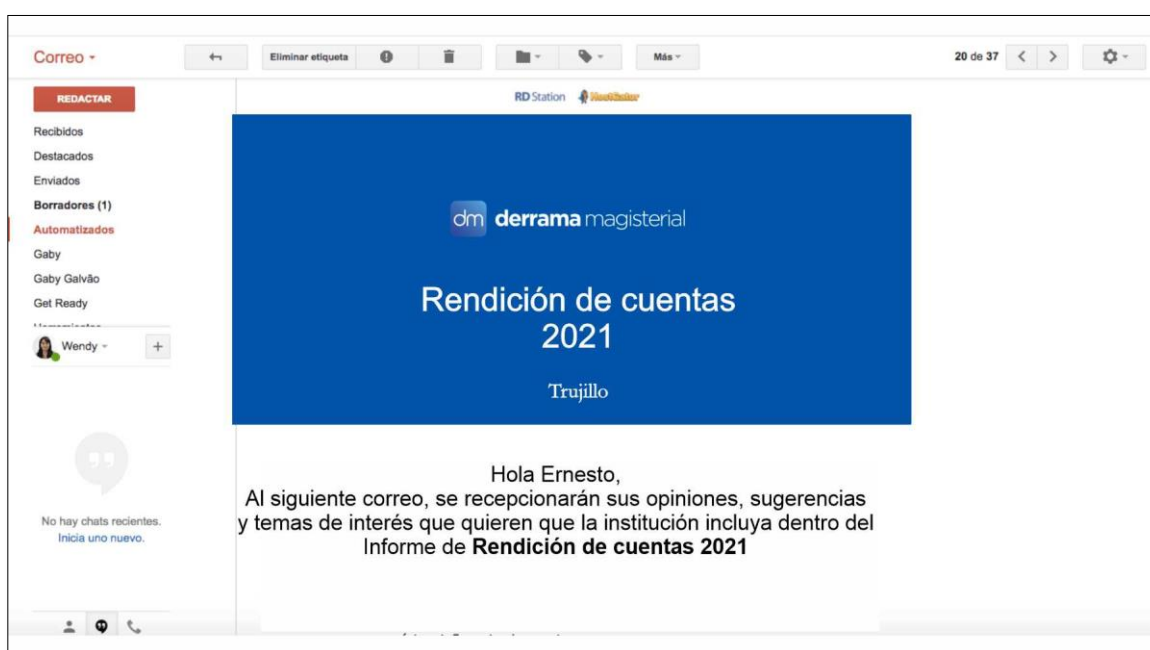 Correo
Eliminar etiqueta
Más
20 de 37
REDACTAR
RD Station HostGator
Recibidos
Destacados
Enviados
Borradores (1)
Automatizados
Gaby
Gaby Galvão
Get Ready
Wendy
dm derrama magisterial
Rendición de cuentas
2021
Trujillo
No hay chats recientes.
Inicia uno nuevo.
Hola Ernesto,
Al siguiente correo, se recepcionarán sus opiniones, sugerencias
y temas de interés que quieren que la institución incluya dentro del
Informe de Rendición de cuentas 2021